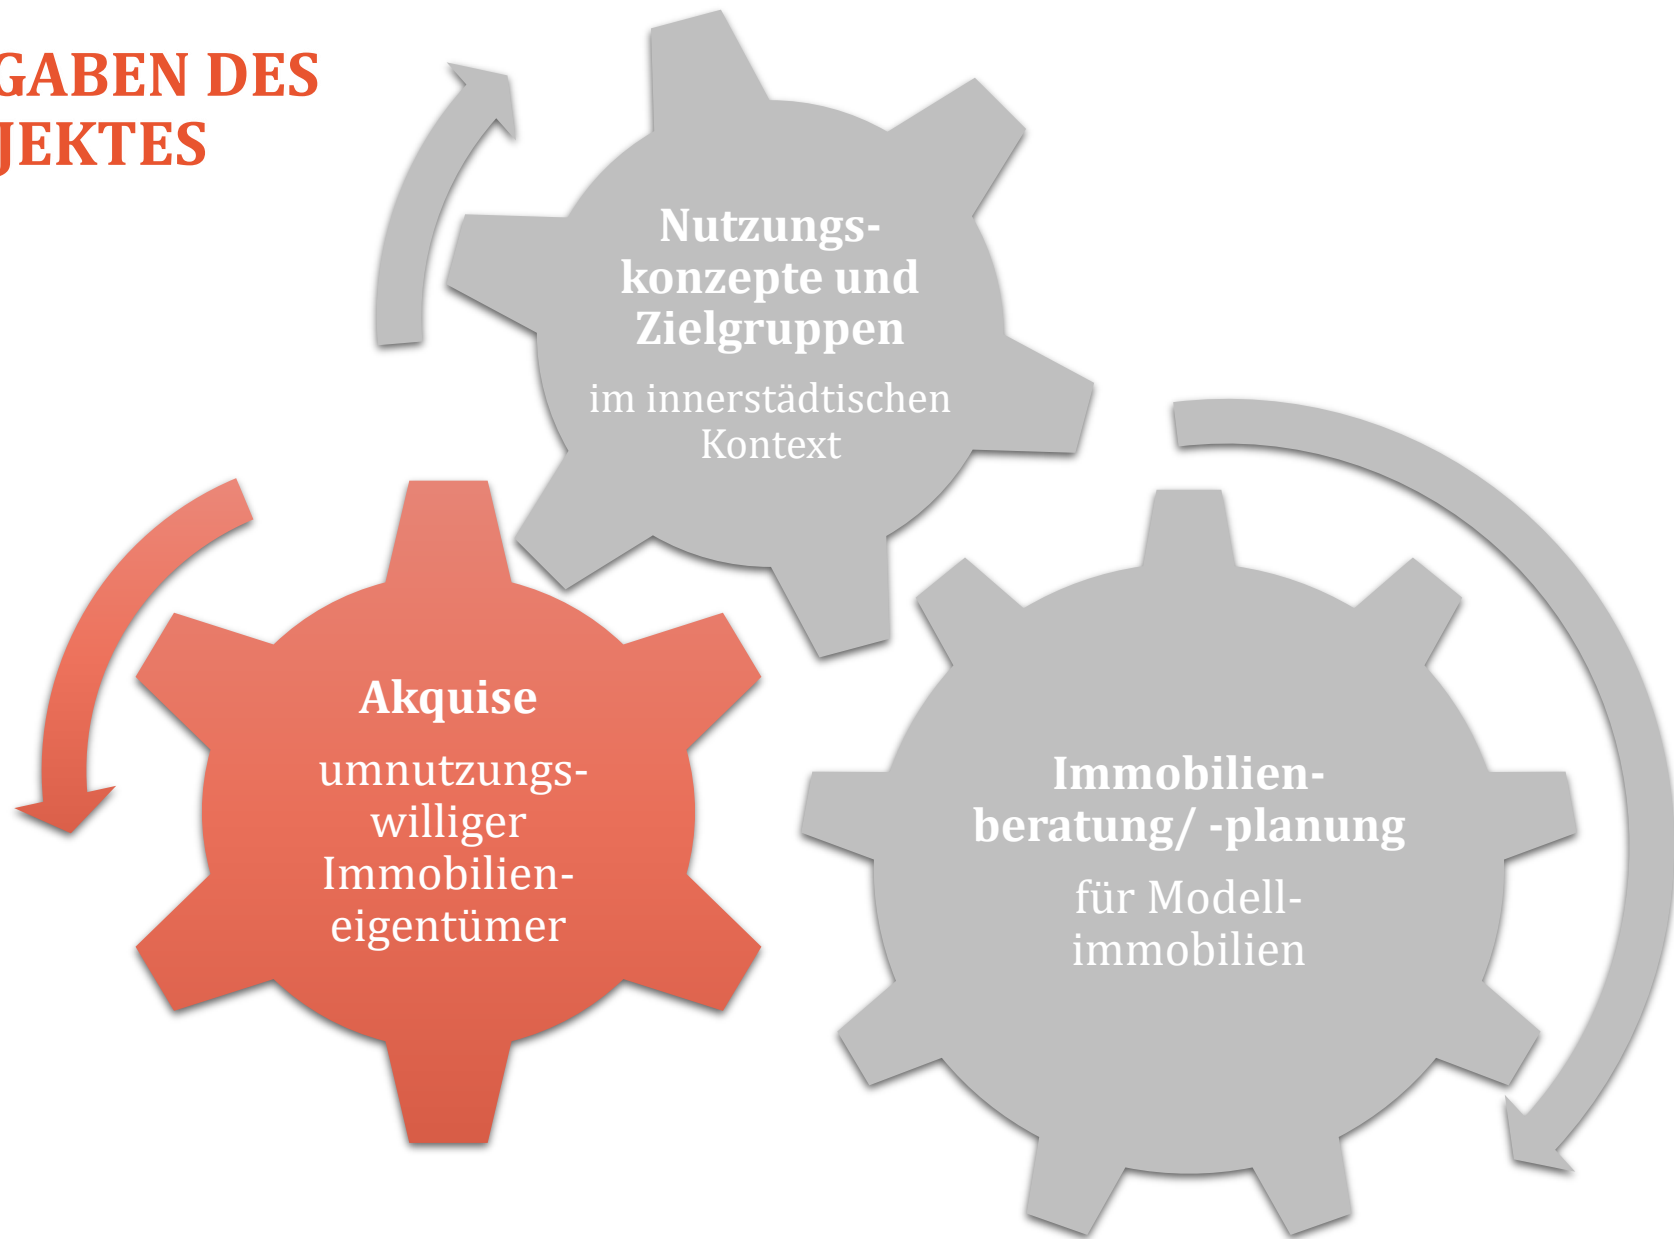 GABEN DES
JEKTES
Nutzungs-
konzepte und
Zielgruppen
im innerstädtischen
Kontext
Akquise
umnutzungs-
williger
Immobilien-
eigentümer
Immobilien-
beratung/ -planung
für Modell-
immobilien